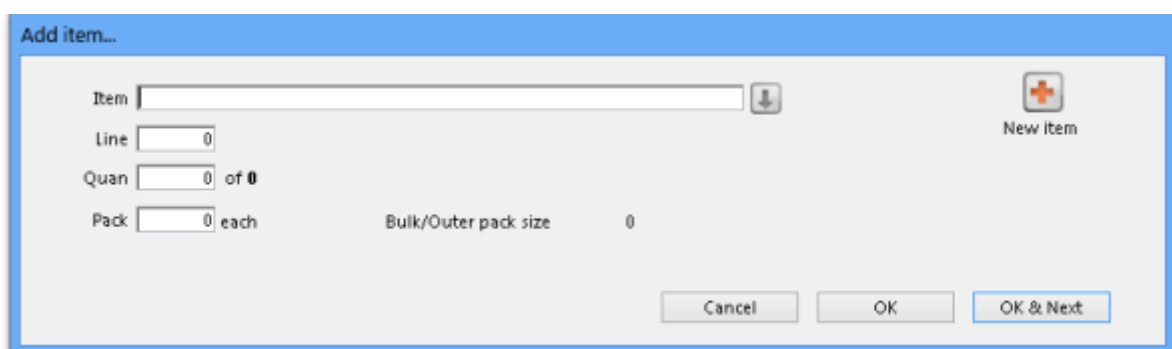 Add item...
Item
New item
Line 0
Quan 0 of 0
Pack 0 each Bulk/Outer pack size 0
Cancel OK OK & Next